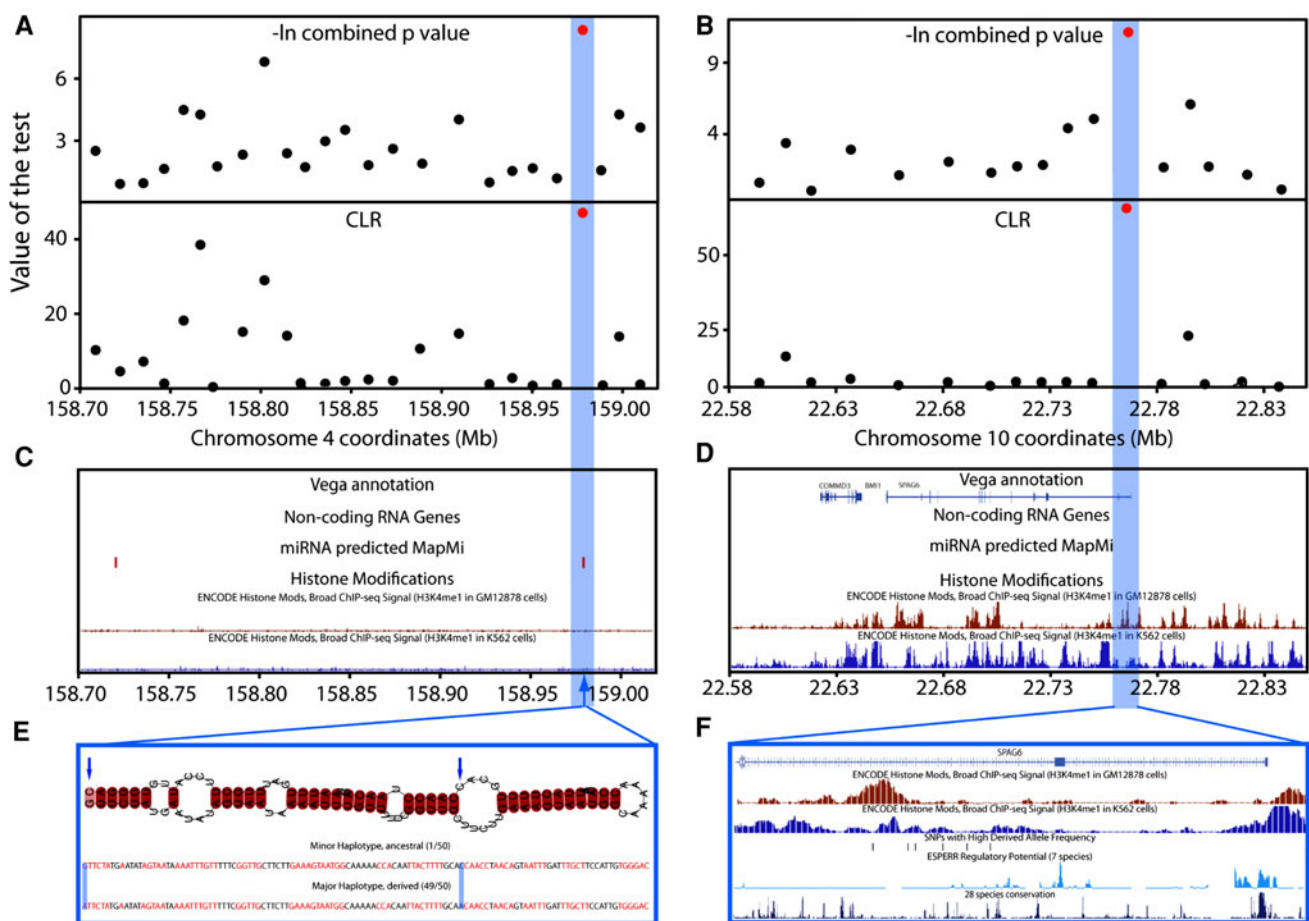 A
B
-ln combined p value
-ln combined p value
6
3
9
4
Value of the test
CLR
CLR
40
20
0
50
25
0
158.70 158.75 158.80 158.85 158.90 158.95 159.00
Chromosome 4 coordinates (Mb)
22.58 22.63 22.68 22.73 22.78 22.83
Chromosome 10 coordinates (Mb)
C
Vega annotation
Non-coding RNA Genes
miRNA predicted MapMi
Histone Modifications
ENCODE Histone Mods, Broad ChIP-seq Signal (H3K4me1 in GM12878 cells)
ENCODE Histone Mods, Broad ChIP-seq Signal (H3K4me1 in K562 cells)
158.70 158.75 158.80 158.85 158.90 158.95 159.00
D
COMMD3 BMI1 SPAG6
Vega annotation
Non-coding RNA Genes
miRNA predicted MapMi
Histone Modifications
ENCODE Histone Mods, Broad ChIP-seq Signal (H3K4me1 in GM12878 cells)
ENCODE Histone Mods, Broad ChIP-seq Signal (H3K4me1 in K562 cells)
22.58 22.63 22.68 22.73 22.78 22.83
E
Minor Haplotype, ancestral (1/50)
GTTCTATGAATATAGTAATAAAATTTGTTTTTCGGTTGCTTCTTGAAAGTAATGGCAAAAACCACAATTACTTTTGCACCAACCTAACAGTAATTTGATTTGCTTCCATTGTGGGAC
Major Haplotype, derived (49/50)
ATTCTATGAATATAGTAATAAAATTTGTTTTTCGGTTGCTTCTTGAAAGTAATGGCAAAAACCACAATTACTTTTGCAACAACCTAACAGTAATTTGATTTGCTTCCATTGTGGGAC
F
SPAG6
ENCODE Histone Mods, Broad ChIP-seq Signal (H3K4me1 in GM12878 cells)
ENCODE Histone Mods, Broad ChIP-seq Signal (H3K4me1 in K562 cells)
SNPs with High Derived Allele Frequency
ESPERR Regulatory Potential (7 species)
28 species conservation